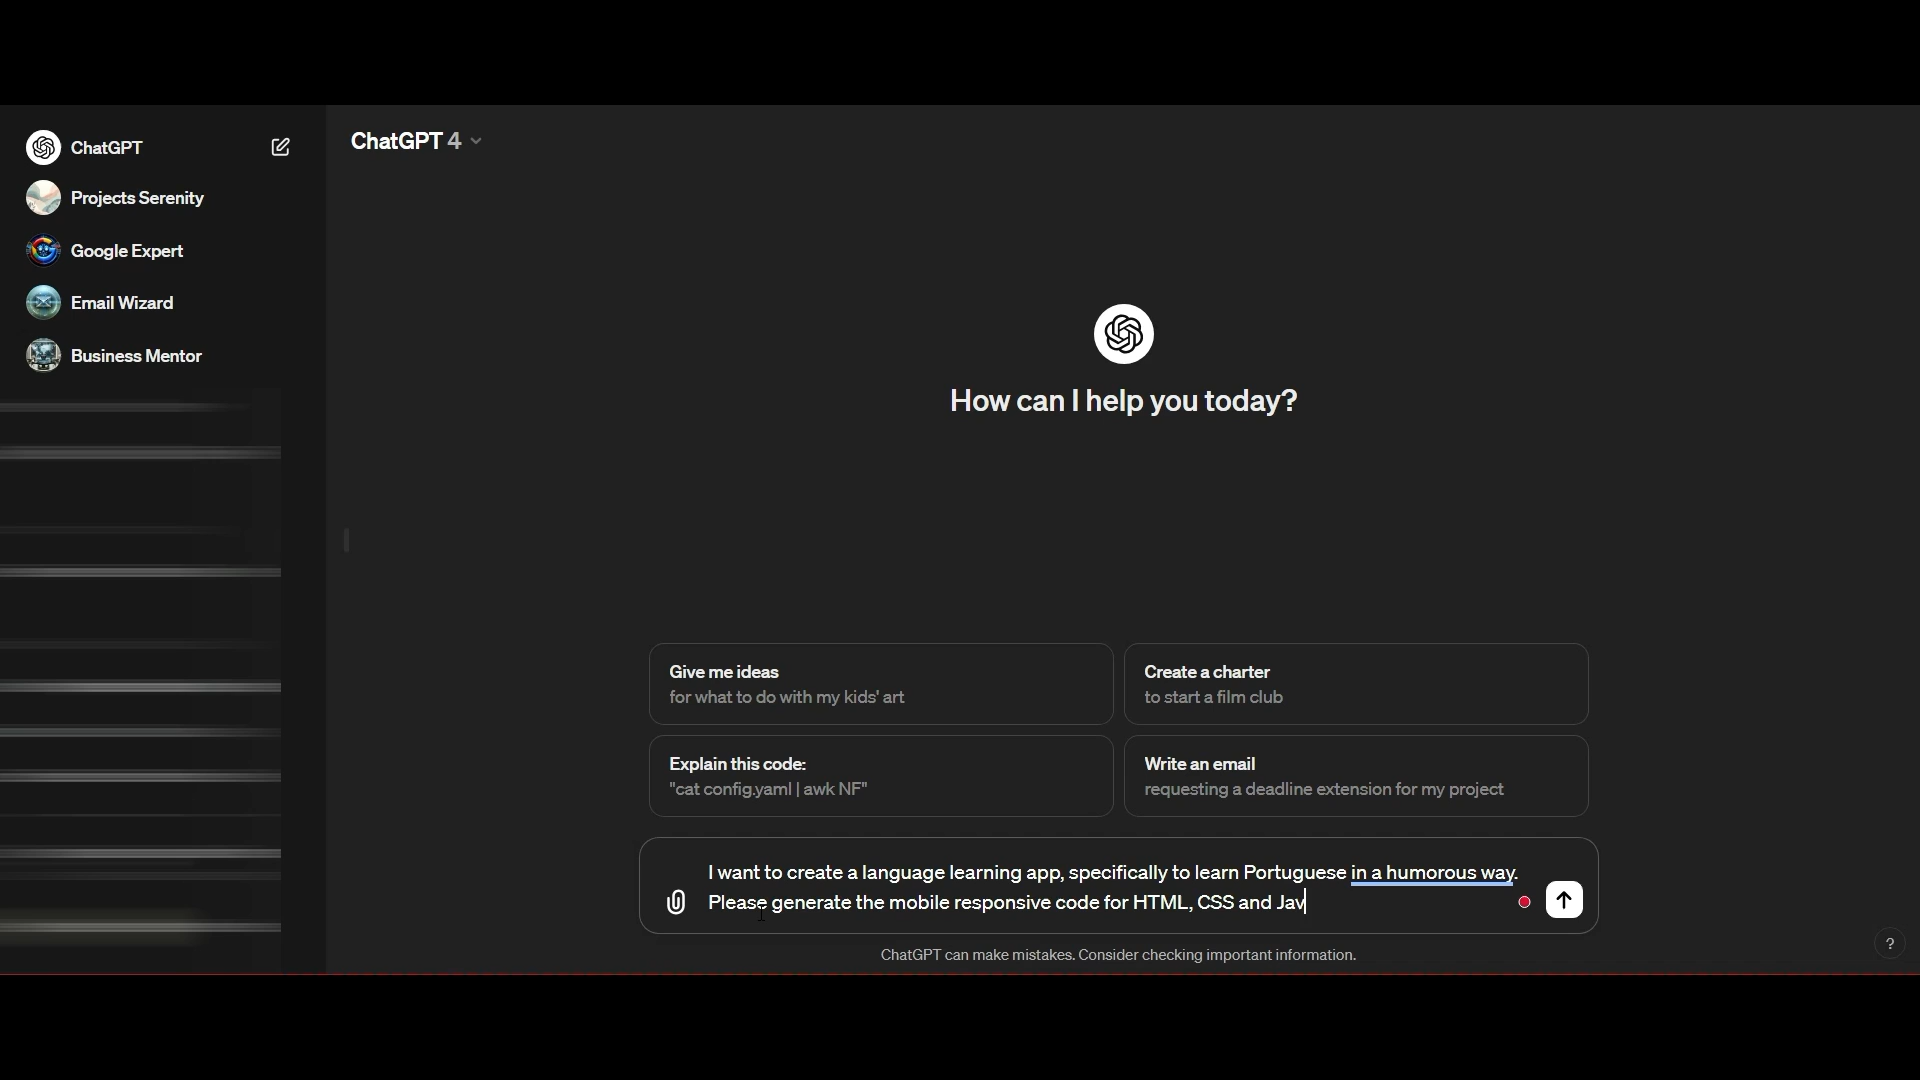 ChatGPT
Projects Serenity
Google Expert
Email Wizard
Business Mentor
ChatGPT 4
How can I help you today?
Give me ideas
for what to do with my kids' art
Create a charter
to start a film club
Explain this code:
"cat config.yaml | awk NF"
Write an email
requesting a deadline extension for my project
I want to create a language learning app, specifically to learn Portuguese in a humorous way.
Please generate the mobile responsive code for HTML, CSS and Jav
ChatGPT can make mistakes. Consider checking important information.
?